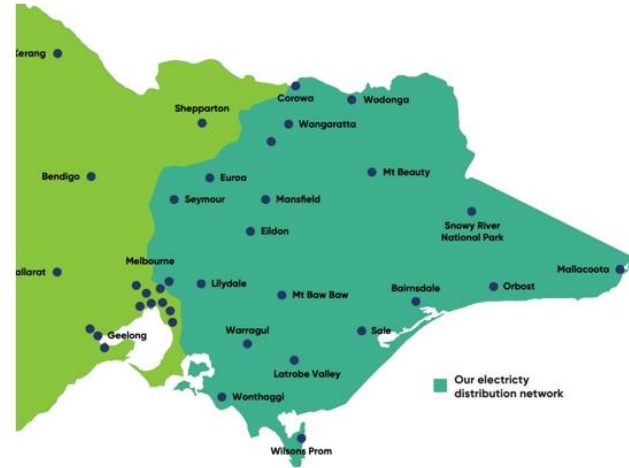 Kerang
Corowa
Wodonga
Shepparton
Wangaratta
Bendigo
Euroa
Mt Beauty
Seymour
Mansfield
Snowy River
National Park
Eildon
Melbourne
Mallacoota
allarat
Lilydale
Mt Baw Baw
Bairnsdale
Orbost
Geelong
Warragul
Sale
Latrobe Valley
Our electricty
distribution network
Wonthaggi
Wilsons Prom